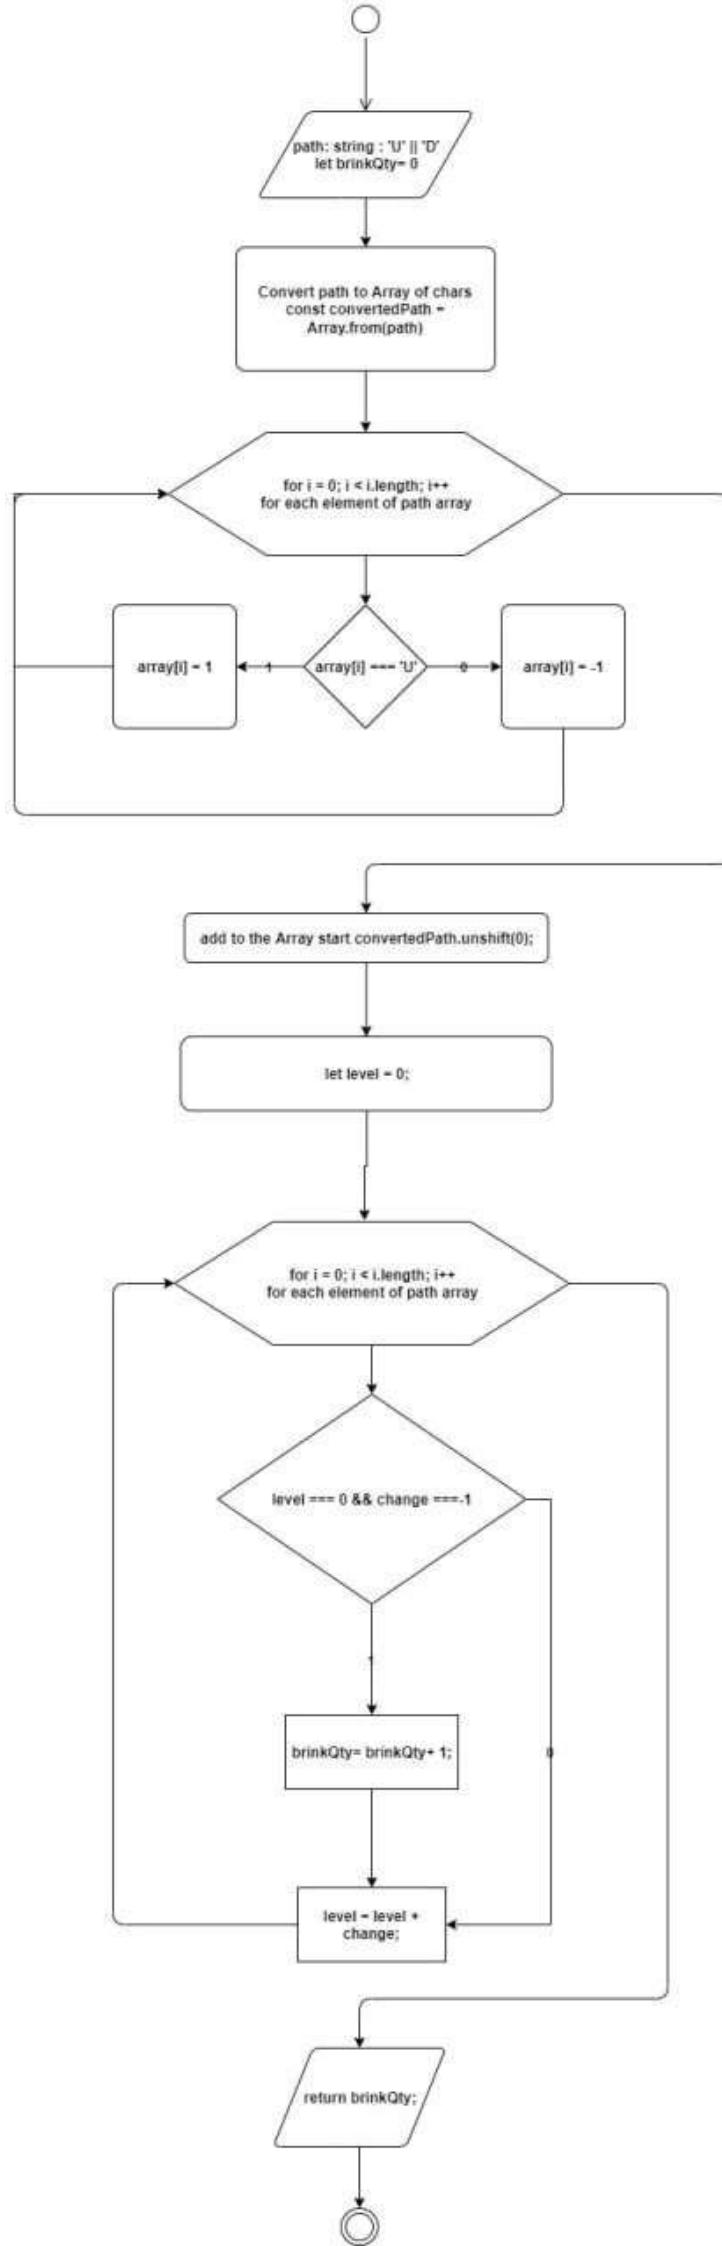 path: string : 'U' || 'D'
let brinkQty= 0
Convert path to Array of chars
const convertedPath =
Array.from(path)
for i = 0; i < i.length; i++
for each element of path array
array[i] = 1
1
array[i] === 'U'
0
array[i] = -1
add to the Array start convertedPath.unshift(0);
let level = 0;
for i = 0; i < i.length; i++
for each element of path array
level === 0 && change ===-1
1
brinkQty= brinkQty+ 1;
0
level = level +
change;
return brinkQty;